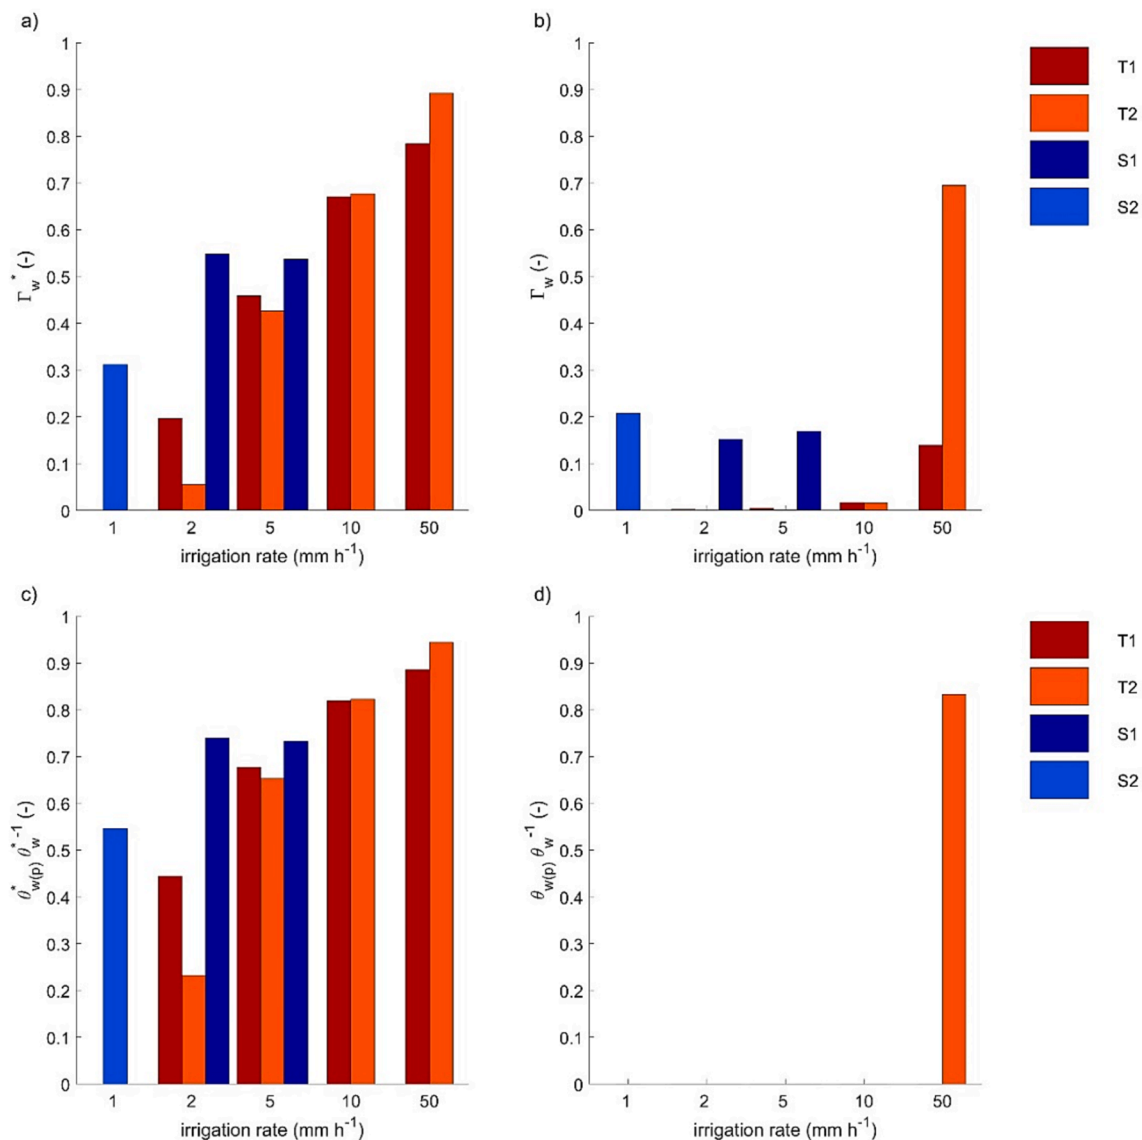 a)
1
0.9
0.8
0.7
0.6
0.5
0.4
0.3
0.2
0.1
0
Γw* (-)
1 2 5 10 50
irrigation rate (mm h-1)
b)
1
0.9
0.8
0.7
0.6
0.5
0.4
0.3
0.2
0.1
0
Γw (-)
1 2 5 10 50
irrigation rate (mm h-1)
T1
T2
S1
S2
c)
1
0.9
0.8
0.7
0.6
0.5
0.4
0.3
0.2
0.1
0
θ*w(p) θ*w-1 (-)
1 2 5 10 50
irrigation rate (mm h-1)
d)
1
0.9
0.8
0.7
0.6
0.5
0.4
0.3
0.2
0.1
0
θw(p) θw-1 (-)
1 2 5 10 50
irrigation rate (mm h-1)
T1
T2
S1
S2